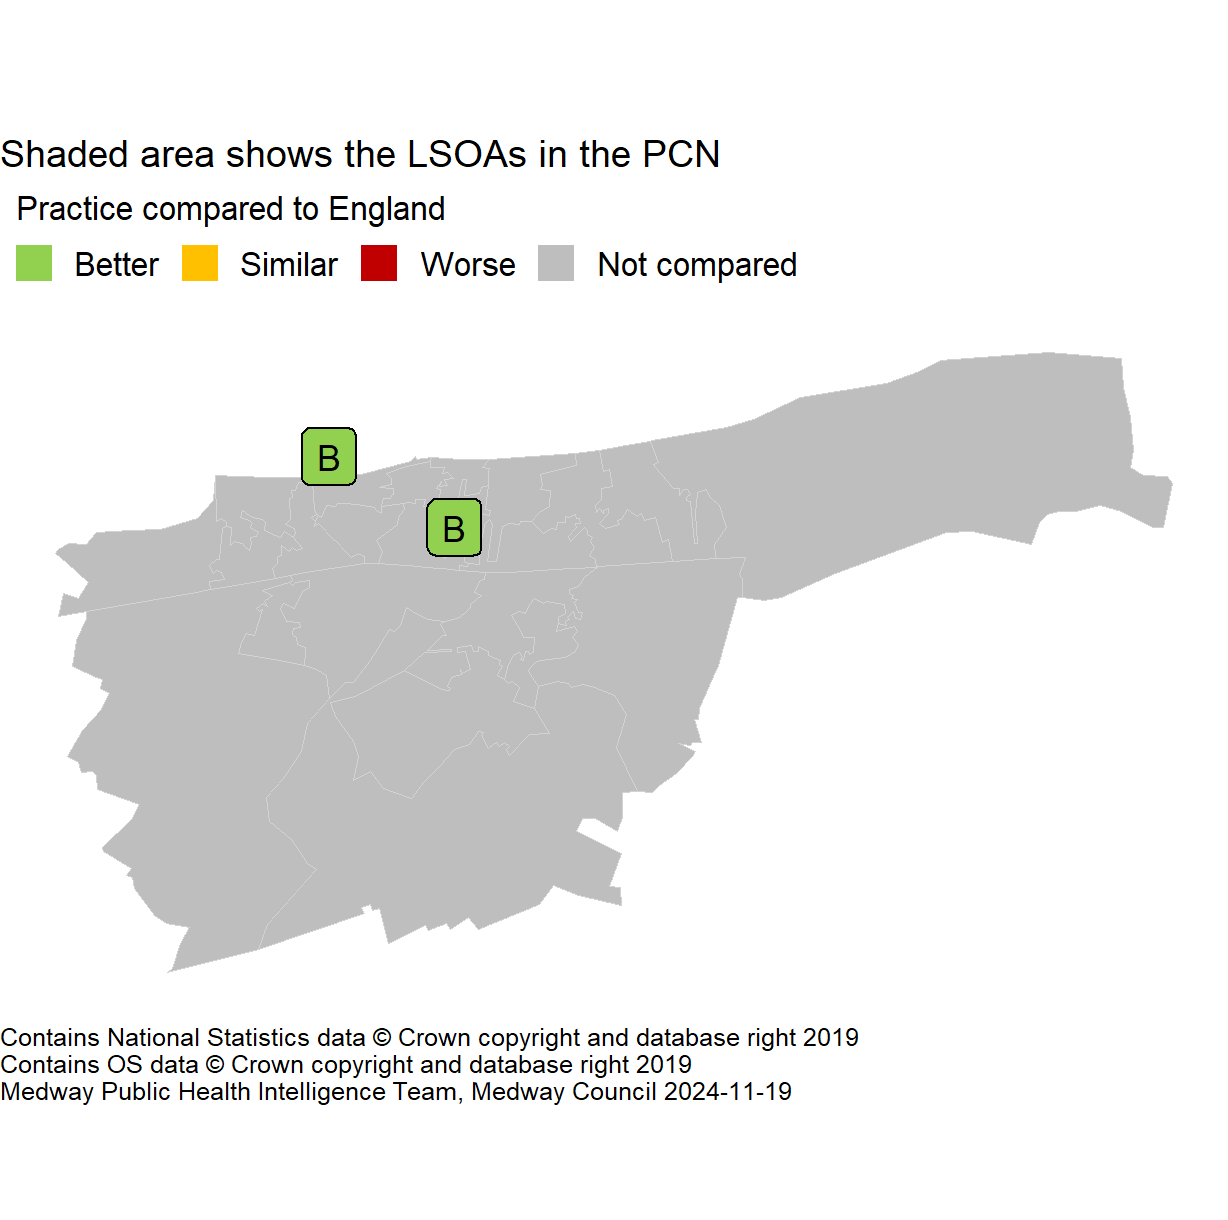 Shaded area shows the LSOAs in the PCN
Practice compared to England
Better Similar Worse Not compared
B
B
Contains National Statistics data © Crown copyright and database right 2019
Contains OS data © Crown copyright and database right 2019
Medway Public Health Intelligence Team, Medway Council 2024-11-19